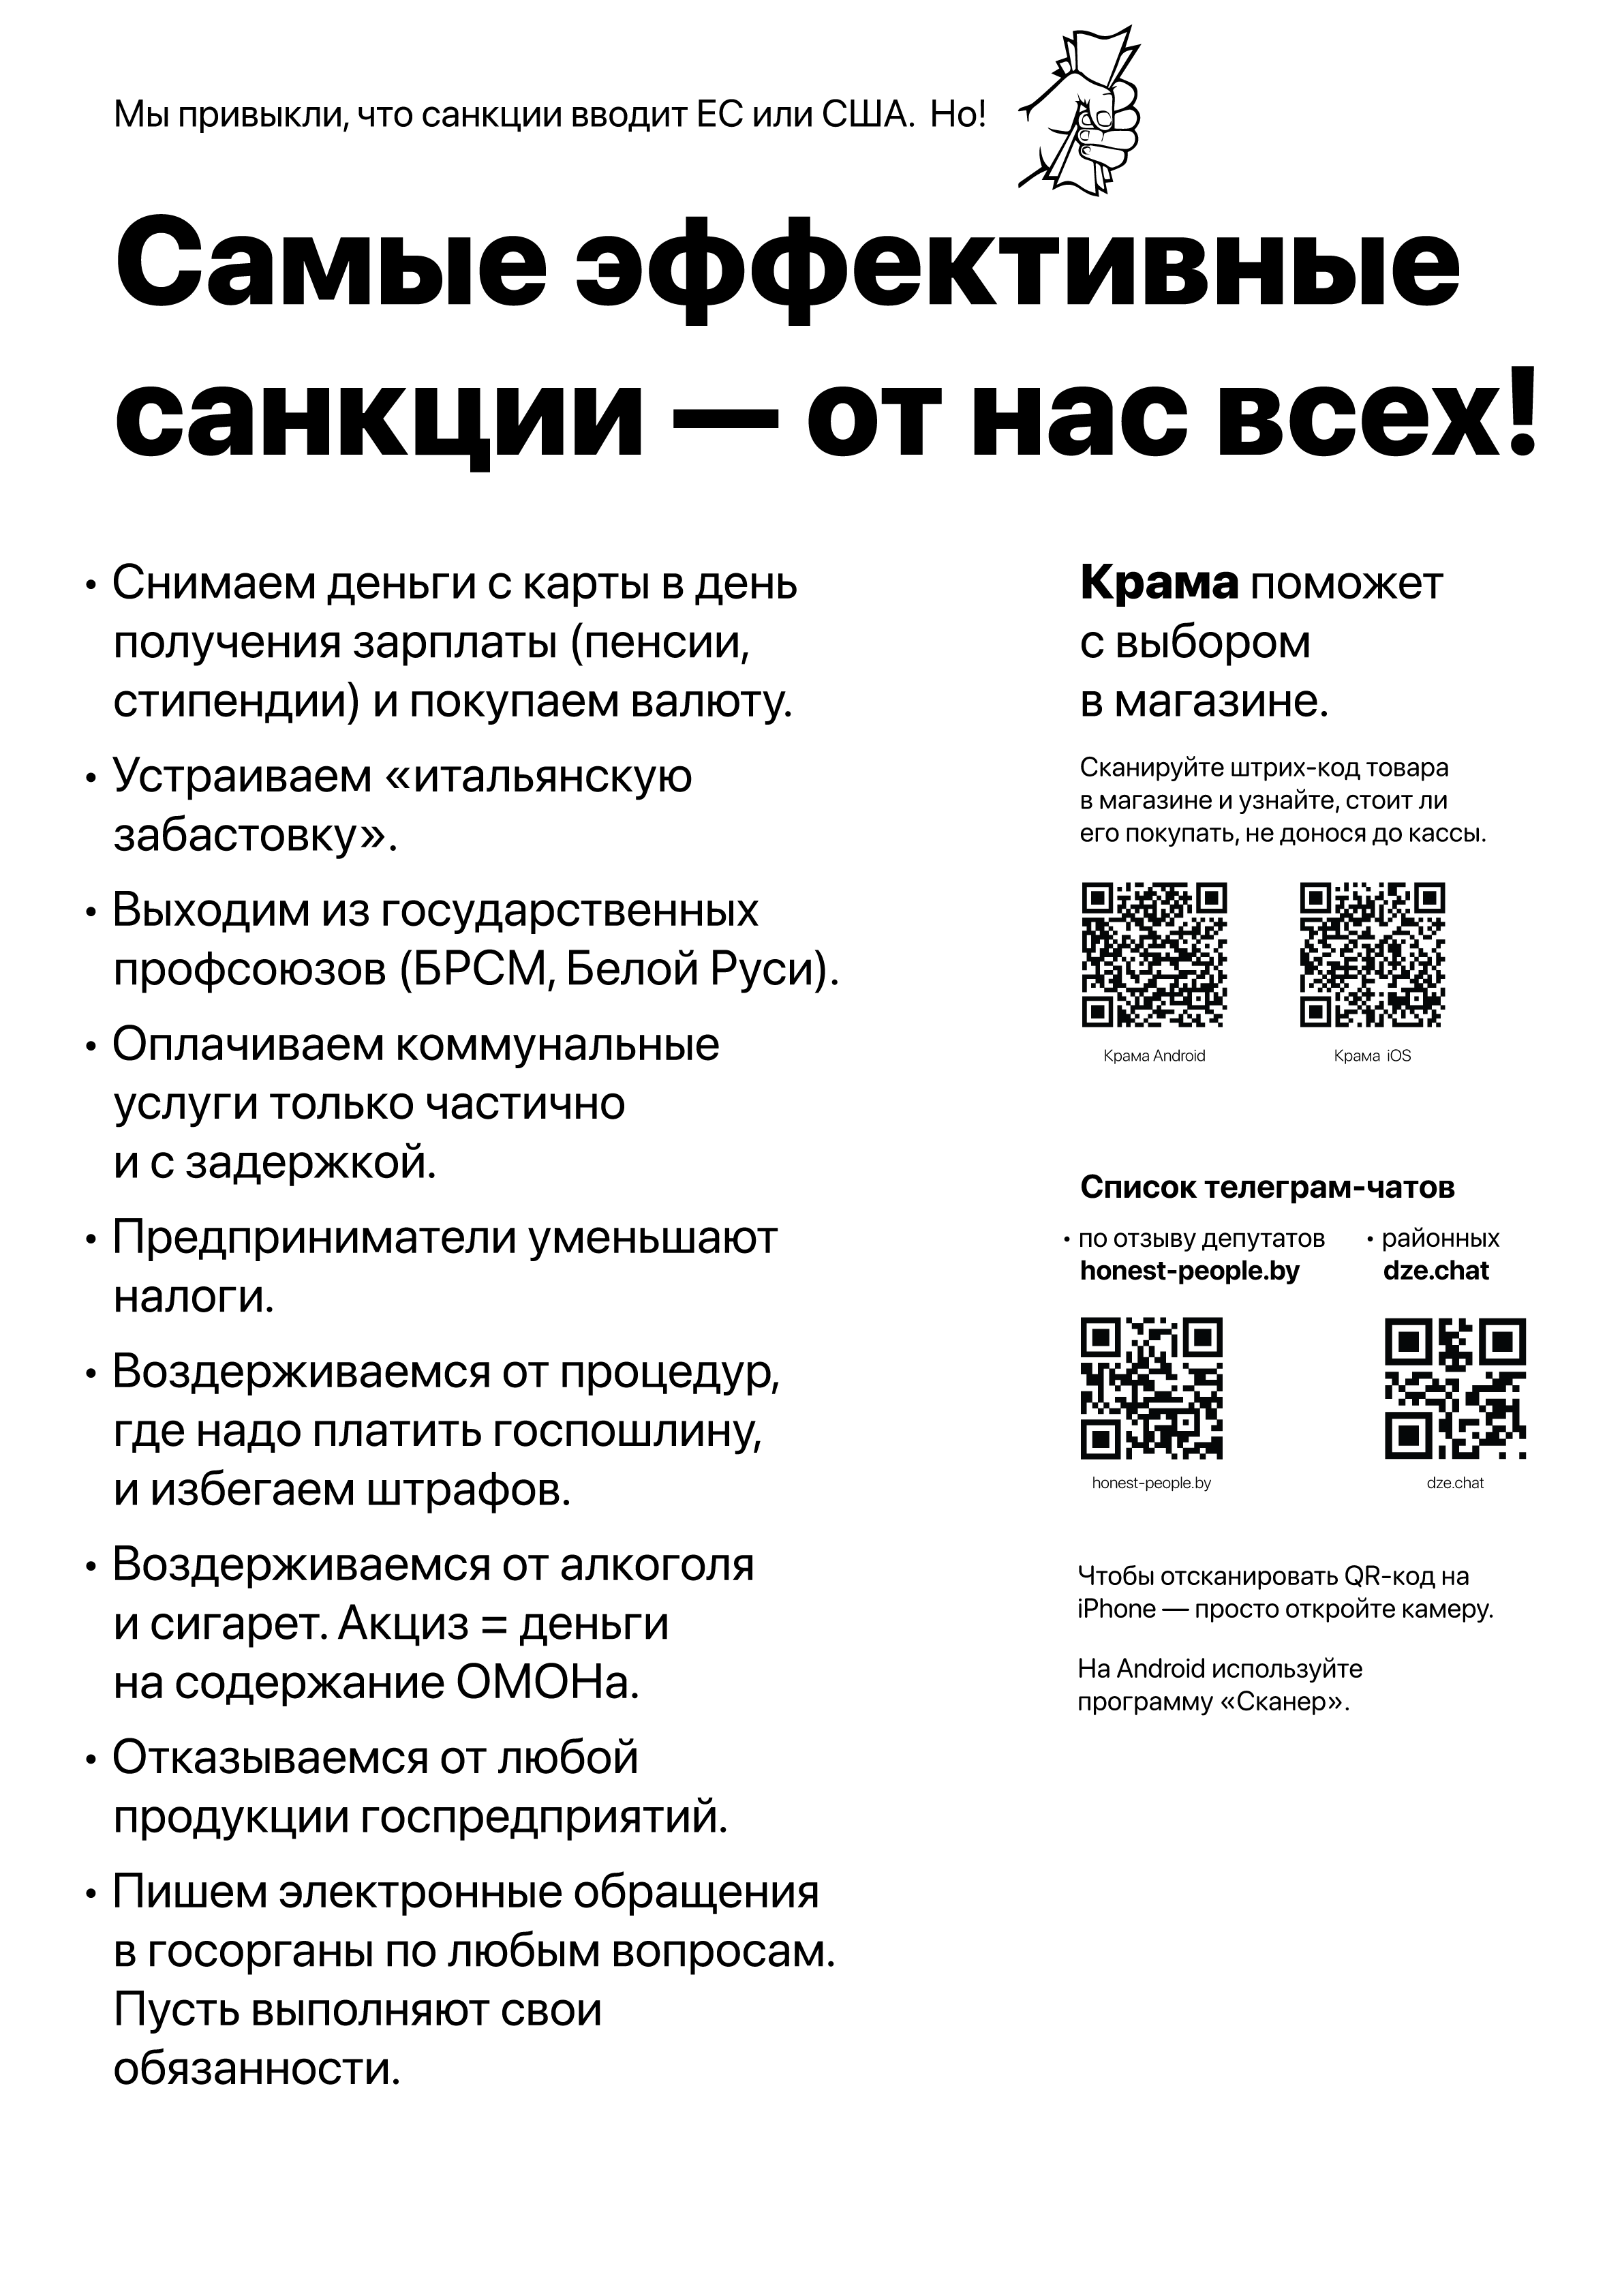 Мы привыкли, что санкции вводит ЕС или США. Но!
Самые эффективные
санкции — от нас всех!
• Снимаем деньги с карты в день
получения зарплаты (пенсии,
стипендии) и покупаем валюту.
• Устраиваем «итальянскую
забастовку».
• Выходим из государственных
профсоюзов (БРСМ, Белой Руси).
• Оплачиваем коммунальные
услуги только частично
и с задержкой.
• Предприниматели уменьшают
налоги.
• Воздерживаемся от процедур,
где надо платить госпошлину,
и избегаем штрафов.
• Воздерживаемся от алкоголя
и сигарет. Акциз = деньги
на содержание ОМОНа.
• Отказываемся от любой
продукции госпредприятий.
• Пишем электронные обращения
в госорганы по любым вопросам.
Пусть выполняют свои
обязанности.
Крама поможет
с выбором
в магазине.
Сканируйте штрих-код товара
в магазине и узнайте, стоит ли
его покупать, не донося до кассы.
Крама Android
Крама iOS
Список телеграм-чатов
• по отзыву депутатов
honest-people.by
• районных
dze.chat
honest-people.by
dze.chat
Чтобы отсканировать QR-код на
iPhone — просто откройте камеру.
На Android используйте
программу «Сканер».